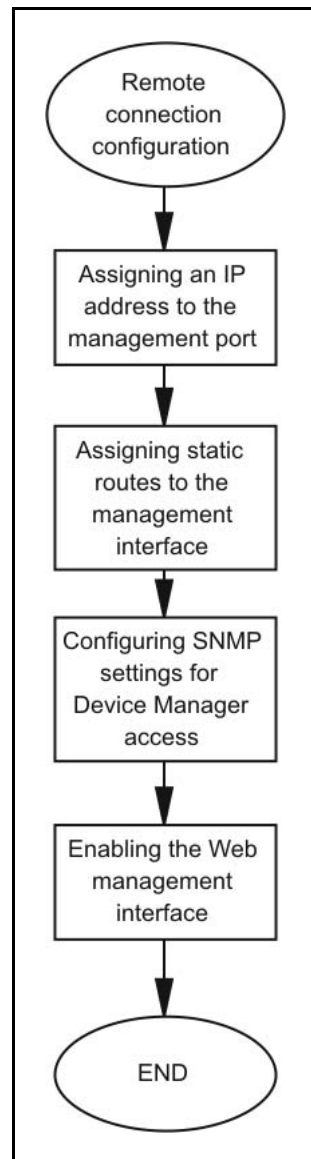 Remote
connection
configuration
Assigning an IP
address to the
management port
Assigning static
routes to the
management
interface
Configuring SNMP
settings for
Device Manager
access
Enabling the Web
management
interface
END